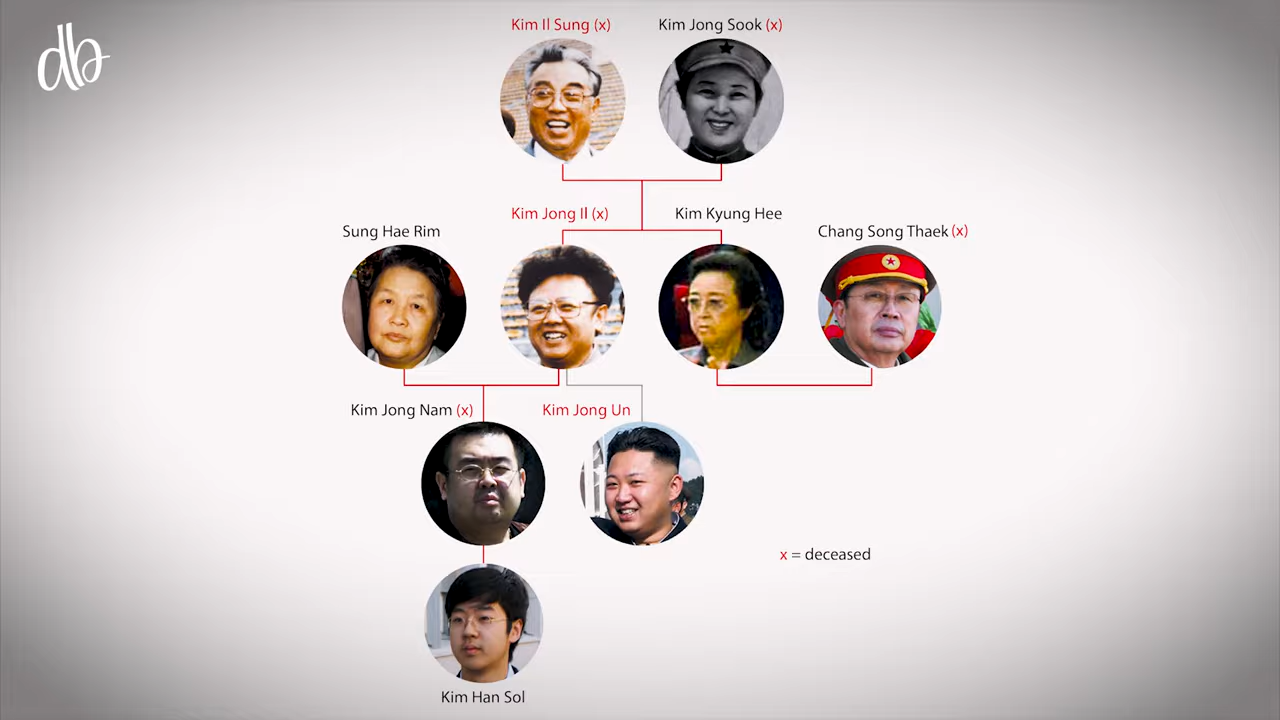 db
Kim Il Sung (x)
Kim Jong Sook (x)
Kim Jong Il (x)
Kim Kyung Hee
Sung Hae Rim
Chang Song Thaek (x)
Kim Jong Nam (x)
Kim Jong Un
x = deceased
Kim Han Sol